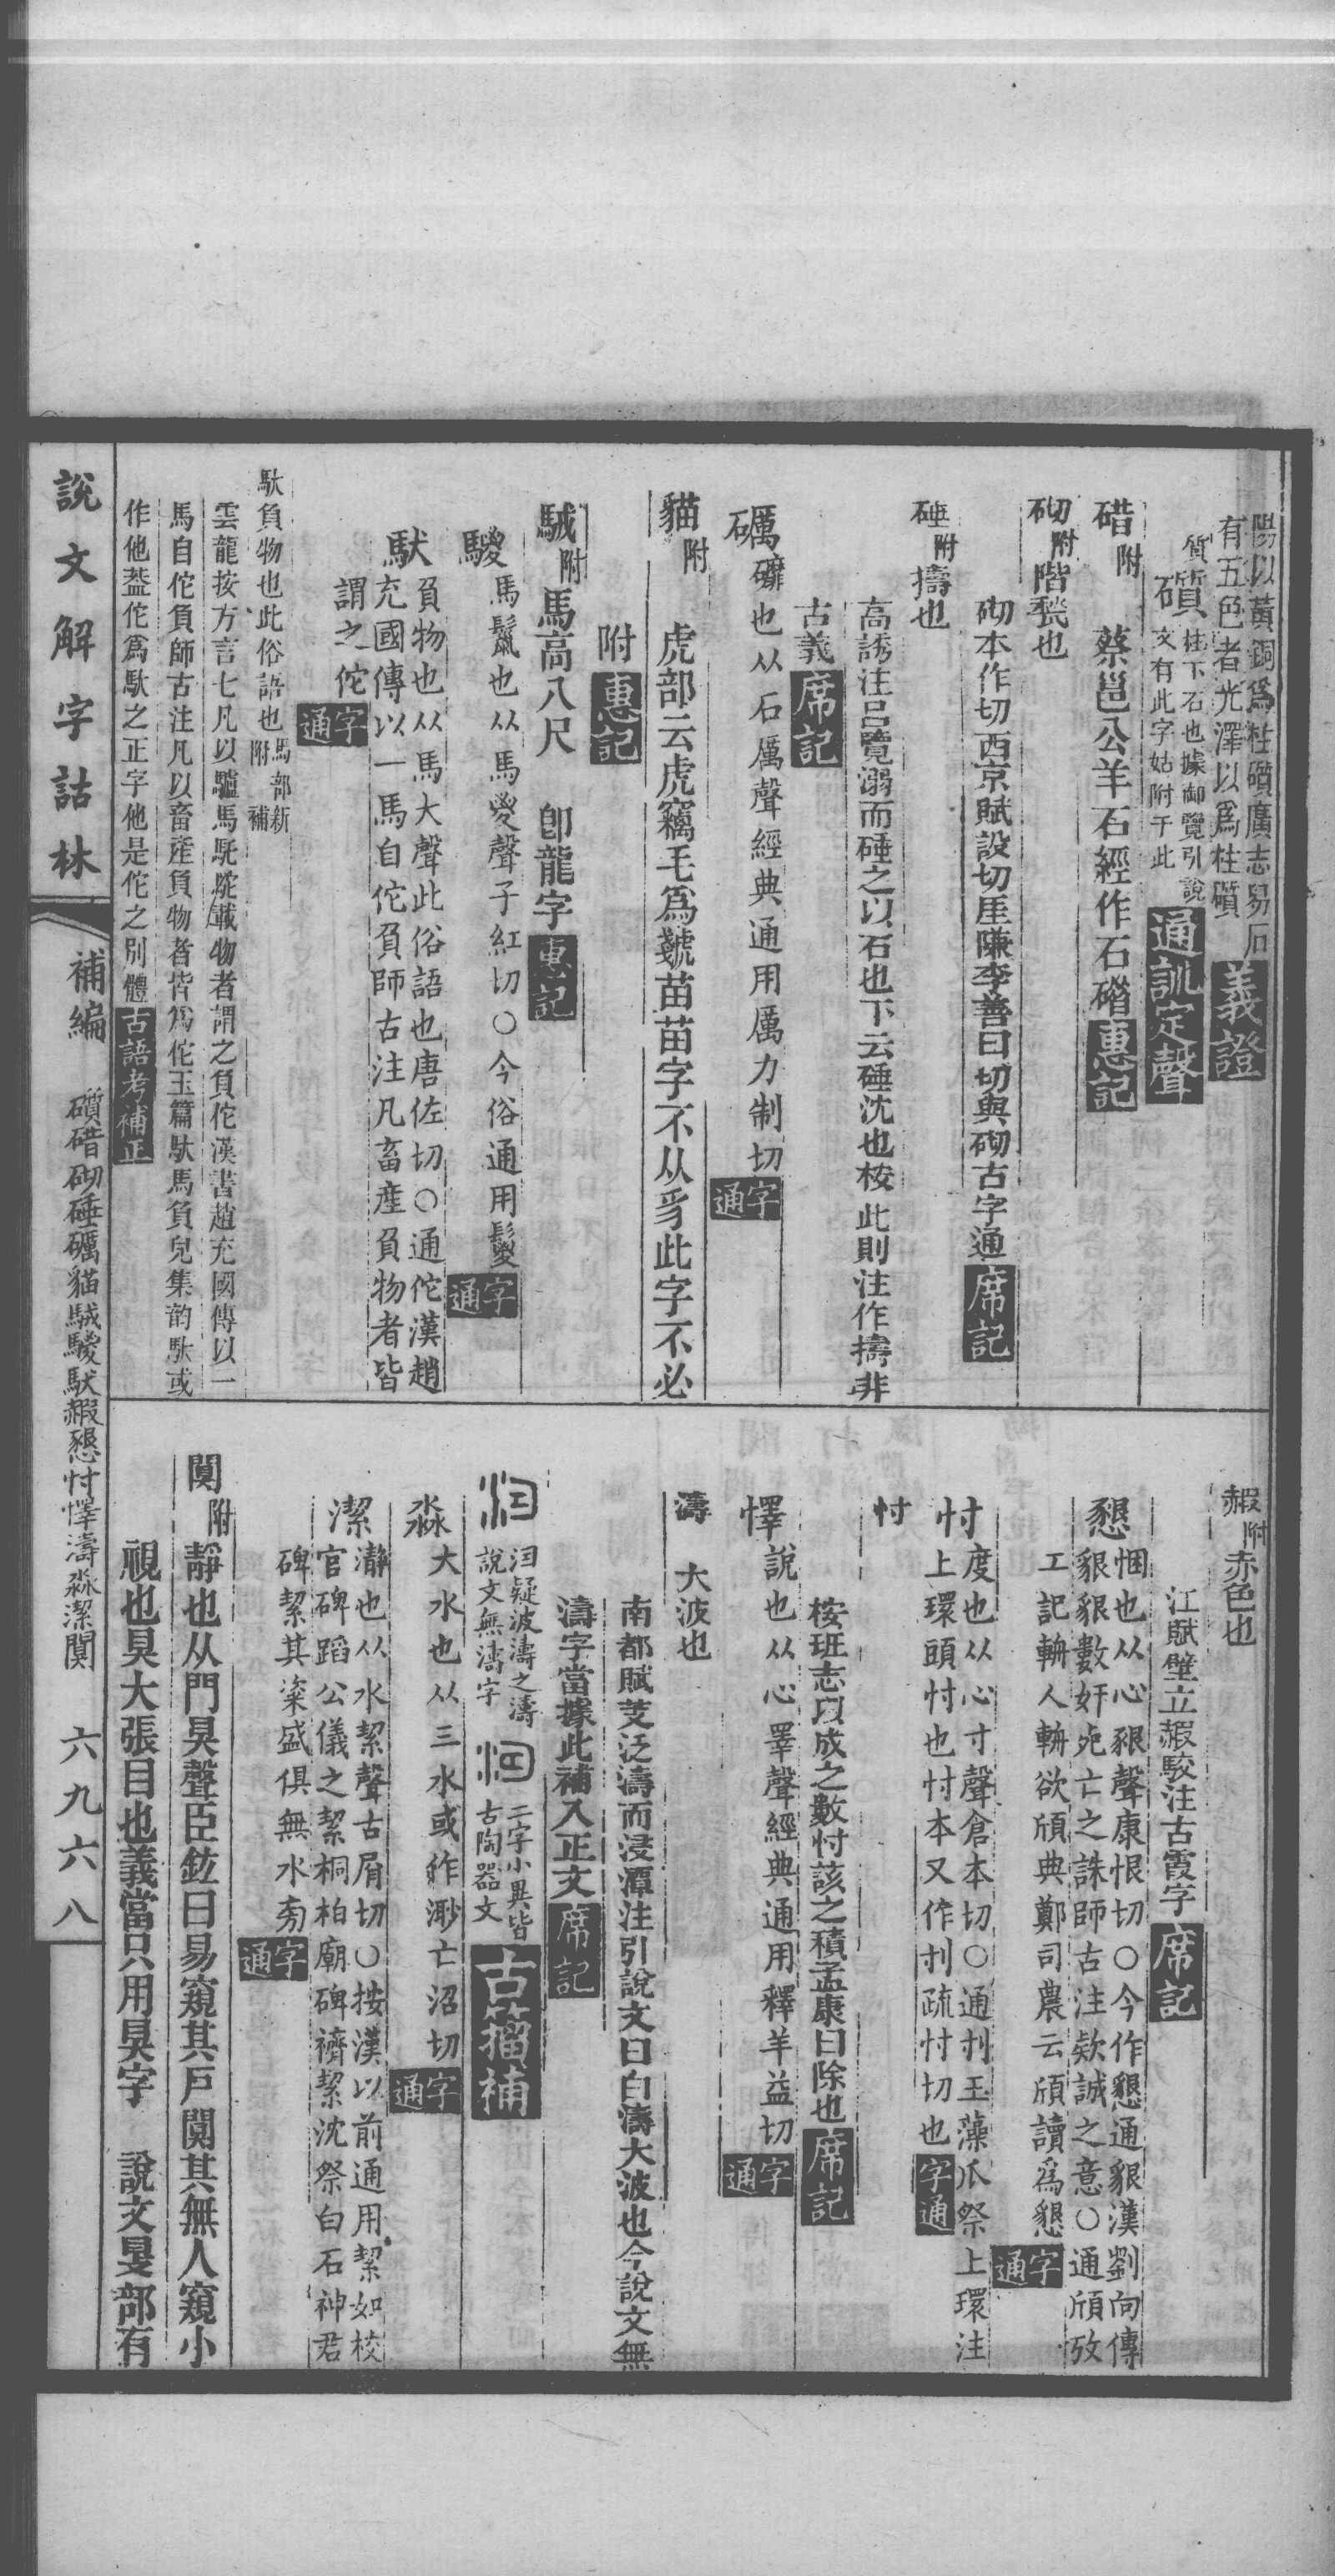 陽以黃銅爲柱礩廣志易石
有五色者光澤以爲柱礩義證
質礩柱下石也據御覽引說
文有此字姑附于此通訓定聲
碏附
蔡邕公羊石經作石碏惠記
砌附階甃也
砌本作切西京賦設切厓隒李善曰切與砌古字通席記
硾附擣也
高誘注呂覽溺而硾之以石也下云硾沈也桉此則注作擣非
古義席記
礪䃺也从石厲聲經典通用厲力制切字通
貓附
虎部云虎竊毛爲虦苗苗字不从豸此字不必
附惠記
駥附馬高八尺 卽龍字惠記
騣馬鬣也从馬㚇聲子紅切○今俗通用鬉字通
馱負物也从馬大聲此俗語也唐佐切○通佗漢趙
充國傳以一馬自佗負師古注凡畜產負物者皆
謂之佗字通
馱負物也此俗語也馬部新附補
雲龍按方言七凡以驢馬馲駝載物者謂之負佗漢書趙充國傳以一
馬自佗負師古注凡以畜產負物者皆爲佗玉篇馱馬負皃集韵馱或
作他葢佗爲馱之正字他是佗之別體古語考補正
赮附赤色也
江賦壁立赮駮注古霞字席記
懇悃也从心豤聲康恨切○今作懇通豤漢劉向傳
豤豤數奸死亡之誅師古注欵誠之意○通頎攷
工記輈人輈欲頎典鄭司農云頎讀爲懇字通
忖度也从心寸聲倉本切○通刌玉藻瓜祭上環注
上環頭忖也忖本又作刌疏忖切也字通
忖
桉班志以成之數忖該之積孟康曰除也席記
懌說也从心睪聲經典通用釋羊益切字通
濤 大波也
南都賦芝泛濤而浸潭注引說文曰白濤大波也今說文無
濤字當據此補入正文席記
疑波濤之濤
說文無濤字
二字小異皆
古陶器文古籀補
淼大水也从三水或作渺亡沼切字通
潔瀞也从水絜聲古屑切○按漢以前通用絜如校
官碑蹈公儀之絜桐柏廟碑禴絜沈祭白石神君
碑絜其粢盛俱無水旁字通
闃附靜也从門狊聲臣鉉曰易窺其戶闃其無人窺小
視也狊大張目也義當只用狊字 說文㚆部有
說文解字詁林
補編 礩碏砌硾礪貓駥騣馱赮懇忖懌濤淼潔闃 六九六八